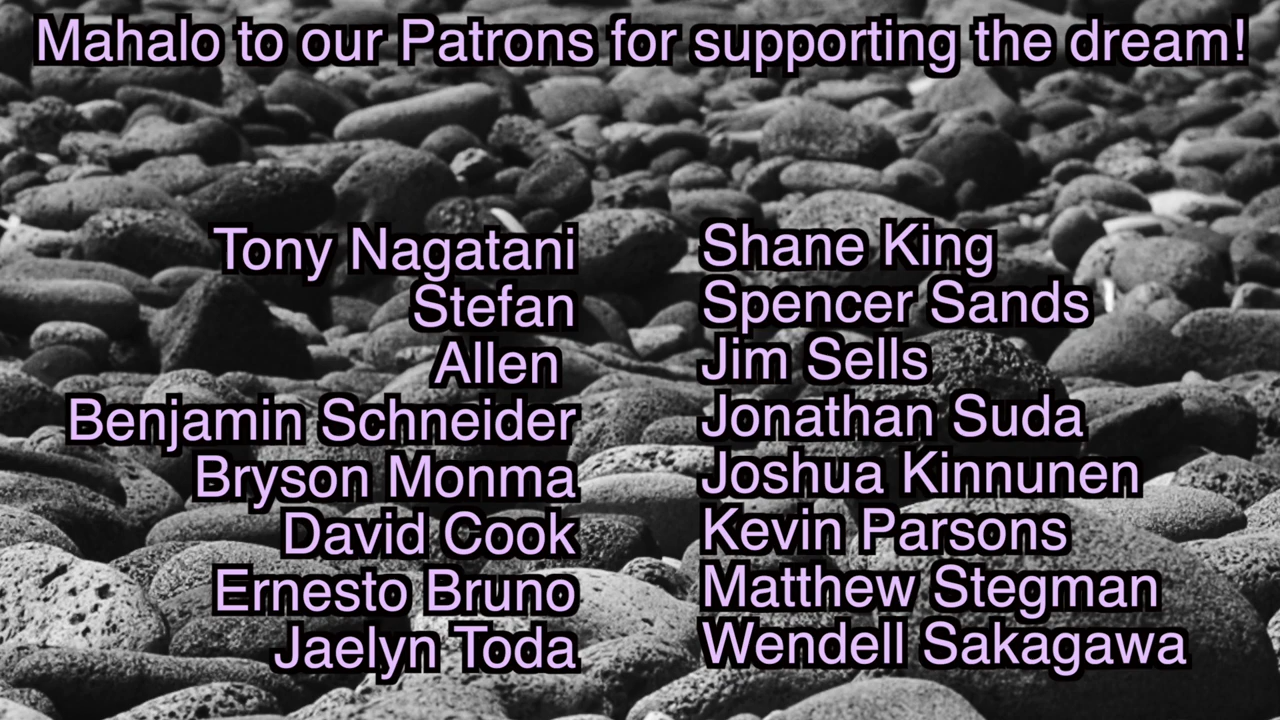 Mahalo to our Patrons for supporting the dream!
Tony Nagatani
Stefan
Allen
Benjamin Schneider
Bryson Monma
David Cook
Ernesto Bruno
Jaelyn Toda
Shane King
Spencer Sands
Jim Sells
Jonathan Suda
Joshua Kinnunen
Kevin Parsons
Matthew Stegman
Wendell Sakagawa